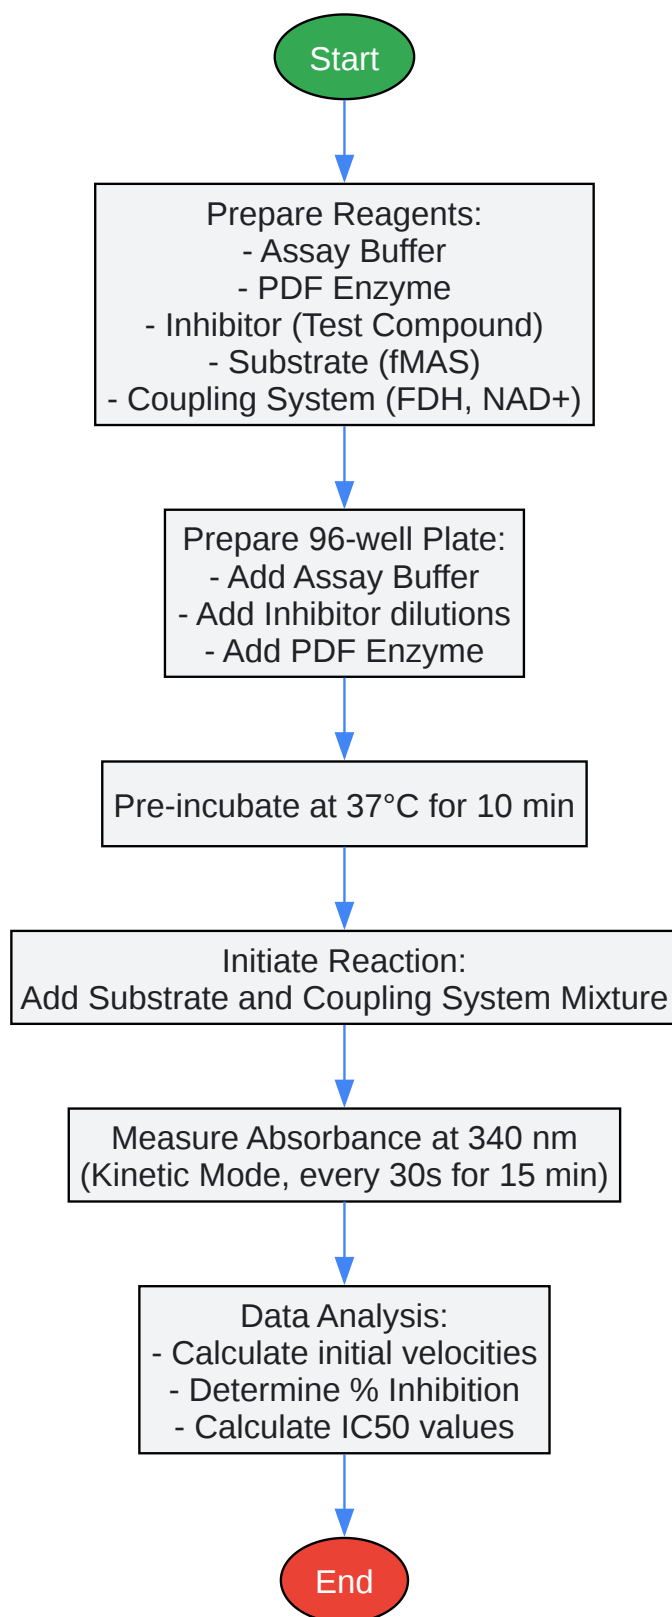 Start
Prepare Reagents:
- Assay Buffer
- PDF Enzyme
- Inhibitor (Test Compound)
- Substrate (fMAS)
- Coupling System (FDH, NAD+)
Prepare 96-well Plate:
- Add Assay Buffer
- Add Inhibitor dilutions
- Add PDF Enzyme
Pre-incubate at 37°C for 10 min
Initiate Reaction:
Add Substrate and Coupling System Mixture
Measure Absorbance at 340 nm
(Kinetic Mode, every 30s for 15 min)
Data Analysis:
- Calculate initial velocities
- Determine % Inhibition
- Calculate IC50 values
End